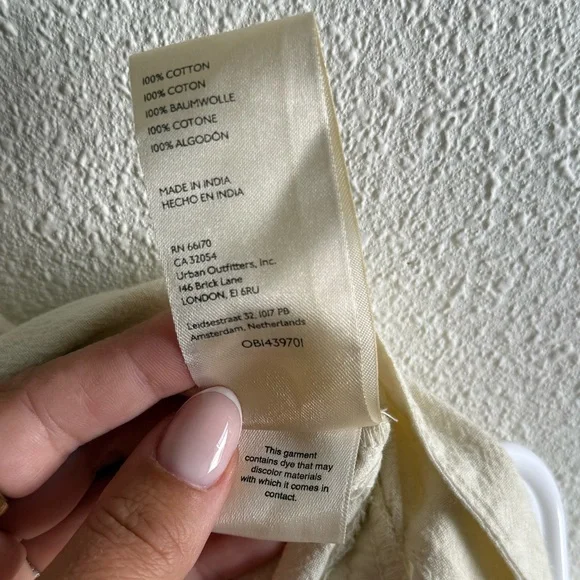 100% COTTON
100% COTON
100% BAUMWOLLE
100% COTONE
100% ALGODÓN
MADE IN INDIA
HECHO EN INDIA
RN 66170
CA 32054
Urban Outfitters, Inc.
146 Brick Lane
LONDON, E1 6RU
Leidsestraat 32, 1017 PB
Amsterdam, Netherlands
OB1439701
This garment
contains dye that may
discolor materials
with which it comes in
contact.